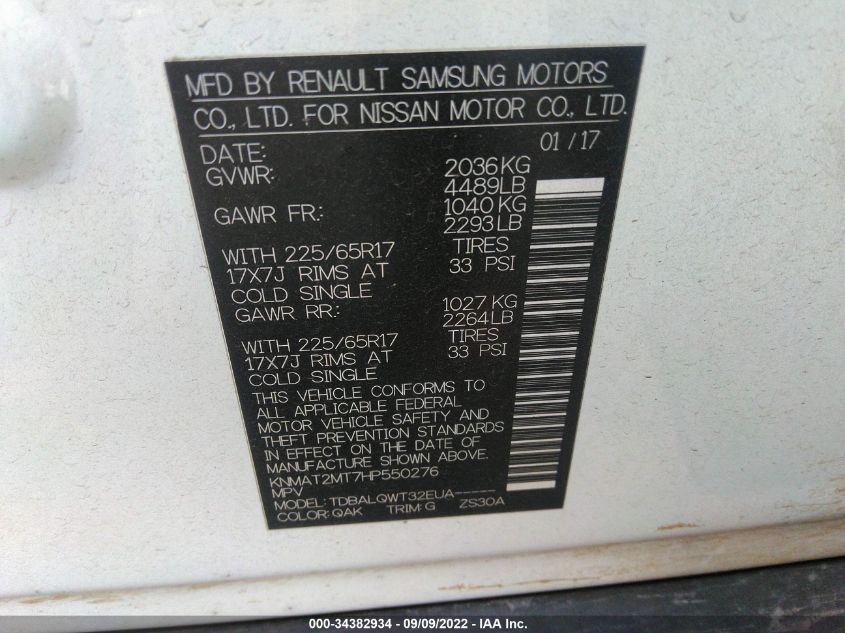 MFD BY RENAULT SAMSUNG MOTORS
CO., LTD. FOR NISSAN MOTOR CO., LTD.
DATE: 01 / 17
GVWR: 2036KG
4489LB
GAWR FR.: 1040 KG
2293LB
WITH 225/65R17 TIRES
17X7J RIMS AT 33 PSI
COLD SINGLE
GAWR RR.: 1027 KG
2264LB
WITH 225/65R17 TIRES
17X7J RIMS AT 33 PSI
COLD SINGLE
THIS VEHICLE CONFORMS TO
ALL APPLICABLE FEDERAL
MOTOR VEHICLE SAFETY AND
THEFT PREVENTION STANDARDS
IN EFFECT ON THE DATE OF
MANUFACTURE SHOWN ABOVE.
KNMAT2MT7HP550276
MPV
MODEL: TDBALQWT32EUA-----
COLOR:QAK TRIM:G ZS30A
000-34382934 - 09/09/2022 - IAA Inc.